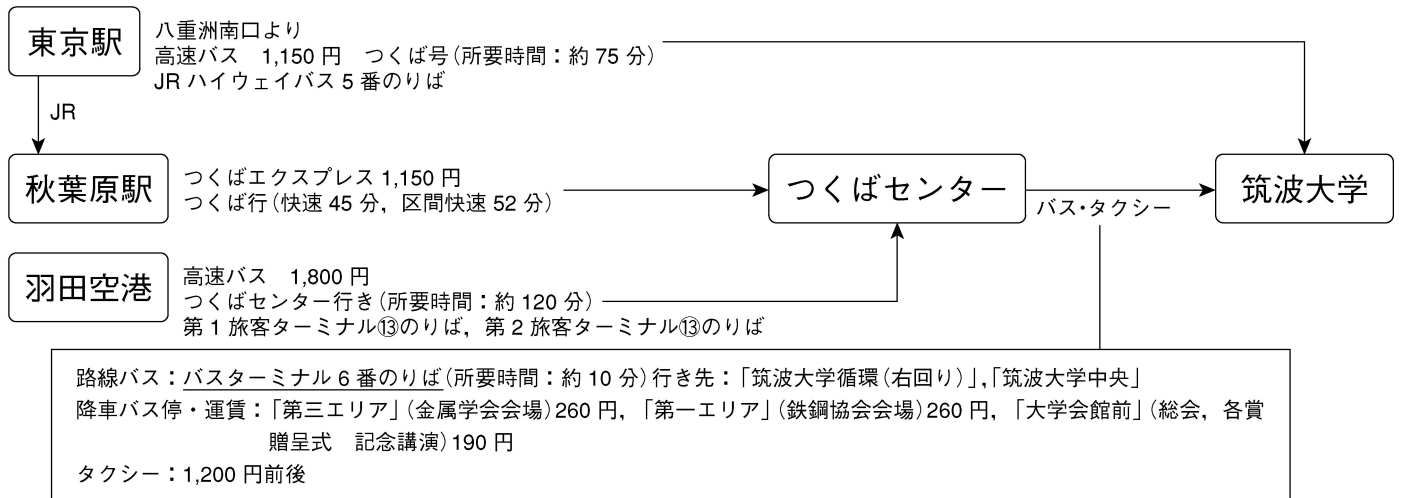 東京駅
八重洲南口より
高速バス　1,150 円　つくば号（所要時間：約 75 分）
JR ハイウェイバス 5 番のりば
JR
秋葉原駅
つくばエクスプレス 1,150 円
つくば行（快速 45 分，区間快速 52 分）
つくばセンター
バス・タクシー
筑波大学
羽田空港
高速バス　1,800 円
つくばセンター行き（所要時間：約 120 分）
第 1 旅客ターミナル⑬のりば，第 2 旅客ターミナル⑬のりば
路線バス：バスターミナル 6 番のりば（所要時間：約 10 分）行き先：「筑波大学循環（右回り）」，「筑波大学中央」
降車バス停・運賃：「第三エリア」（金属学会会場）260 円，「第一エリア」（鉄鋼協会会場）260 円，「大学会館前」（総会，各賞
贈呈式　記念講演）190 円
タクシー：1,200 円前後